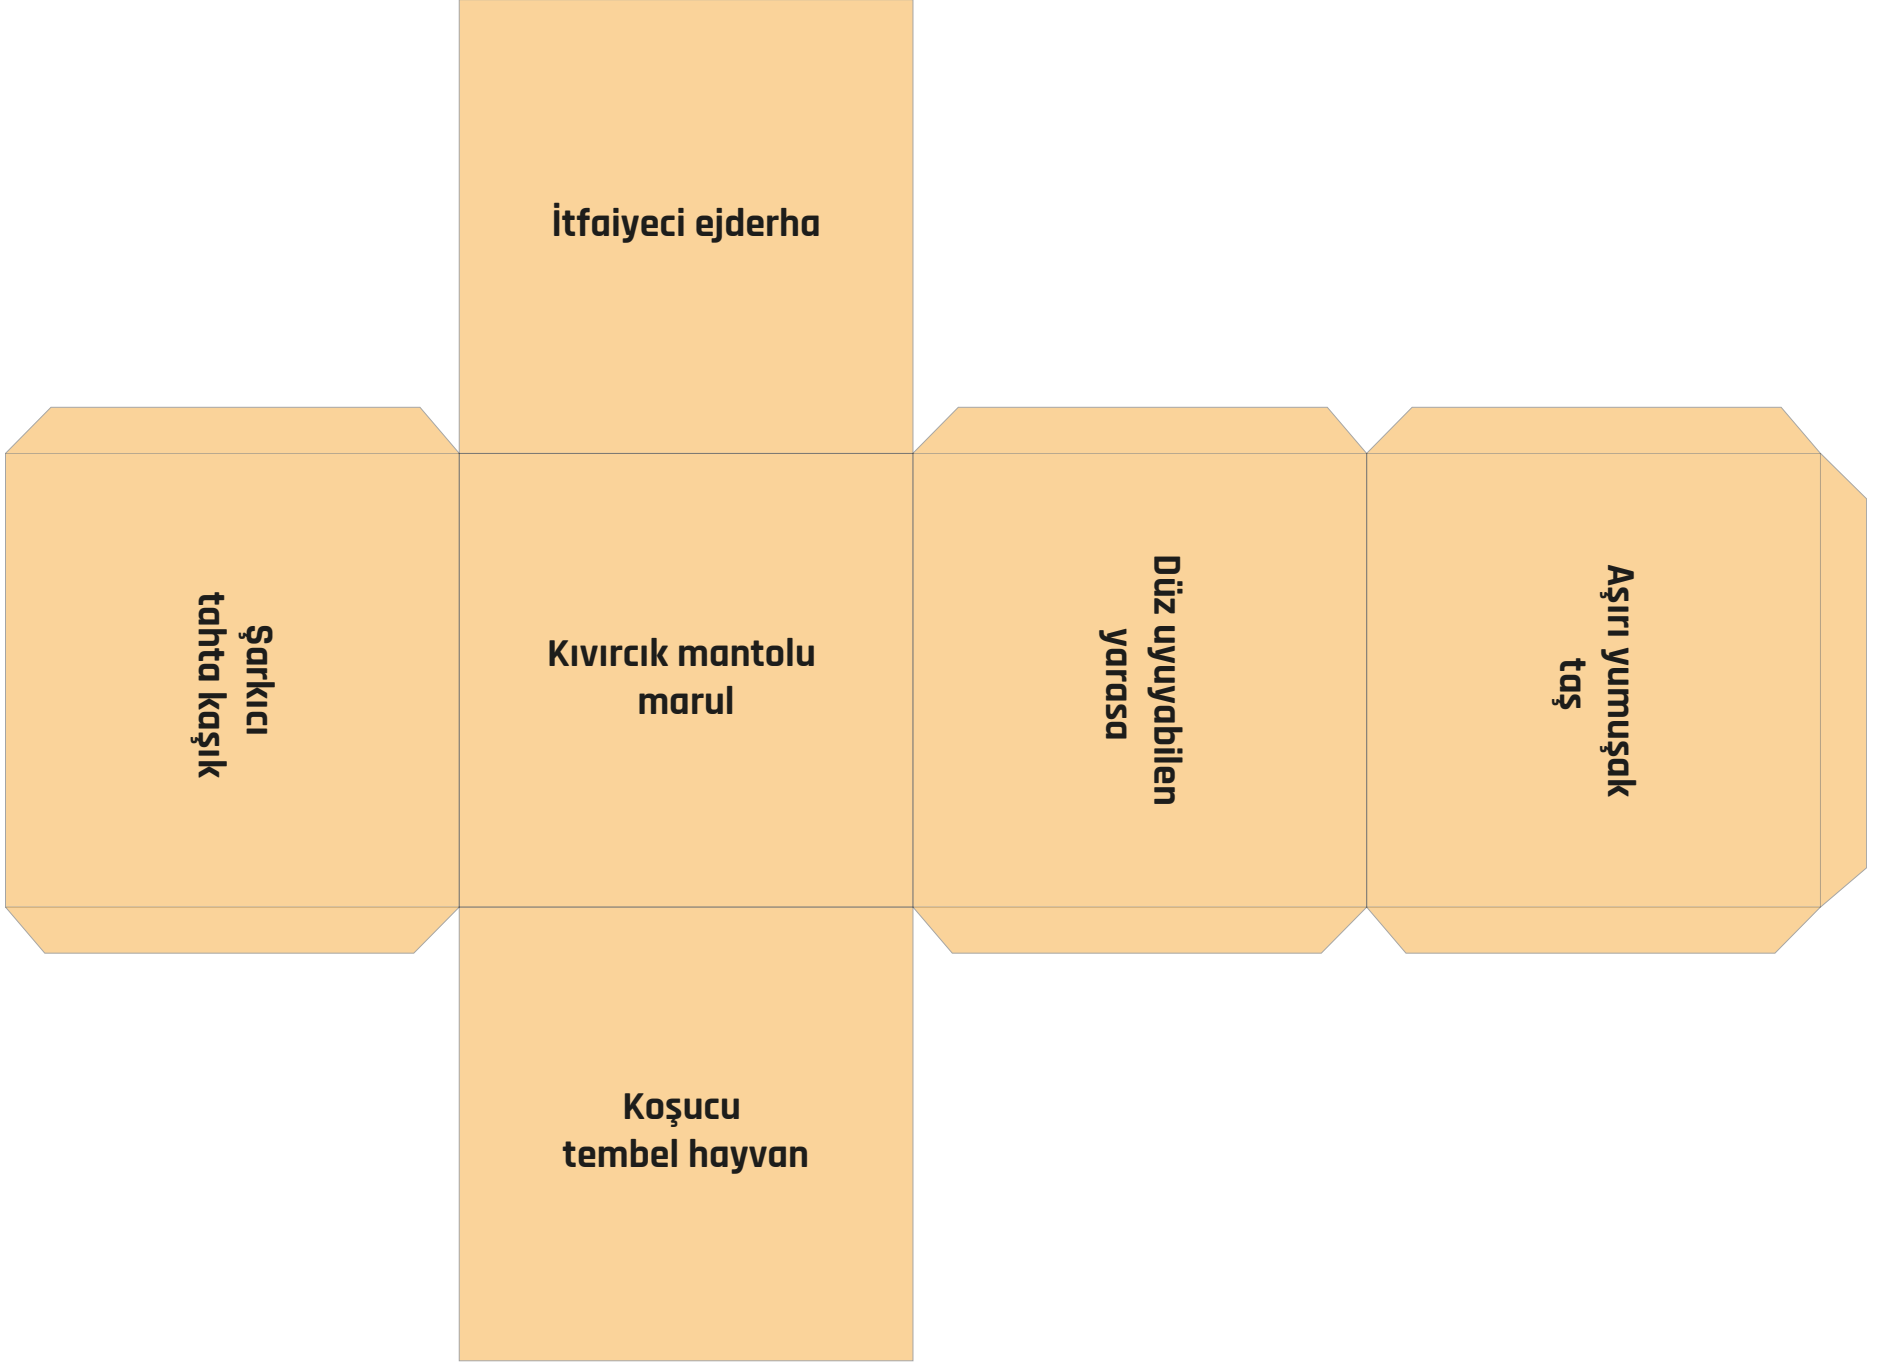 İtfaiyeci ejderha
Şarkıcı
tahta kaşık
Kıvırcık mantolu
marul
Düz uyuyabilen
yarasa
Aşırı yumuşak
taş
Koşucu
tembel hayvan